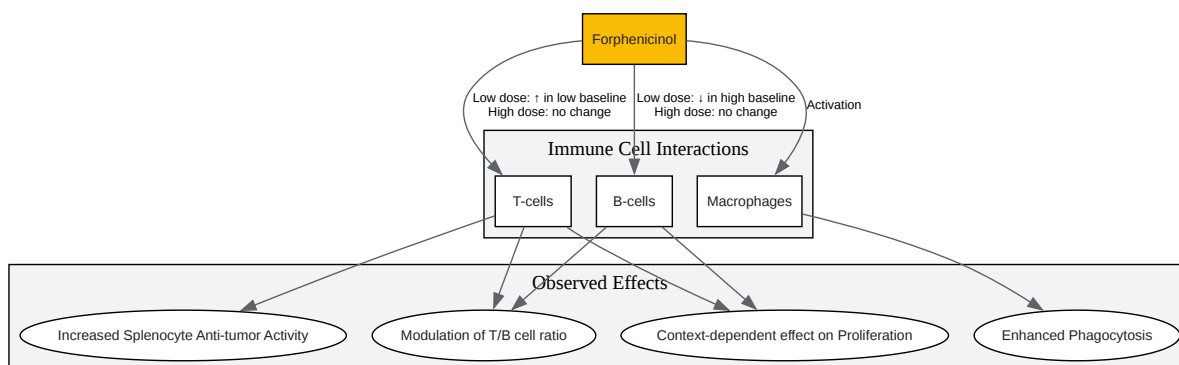 Forphenicinol
Low dose: ↑ in low baseline
High dose: no change
Low dose: ↓ in high baseline
High dose: no change
Activation
Immune Cell Interactions
T-cells
B-cells
Macrophages
Observed Effects
Increased Splenocyte Anti-tumor Activity
Modulation of T/B cell ratio
Context-dependent effect on Proliferation
Enhanced Phagocytosis